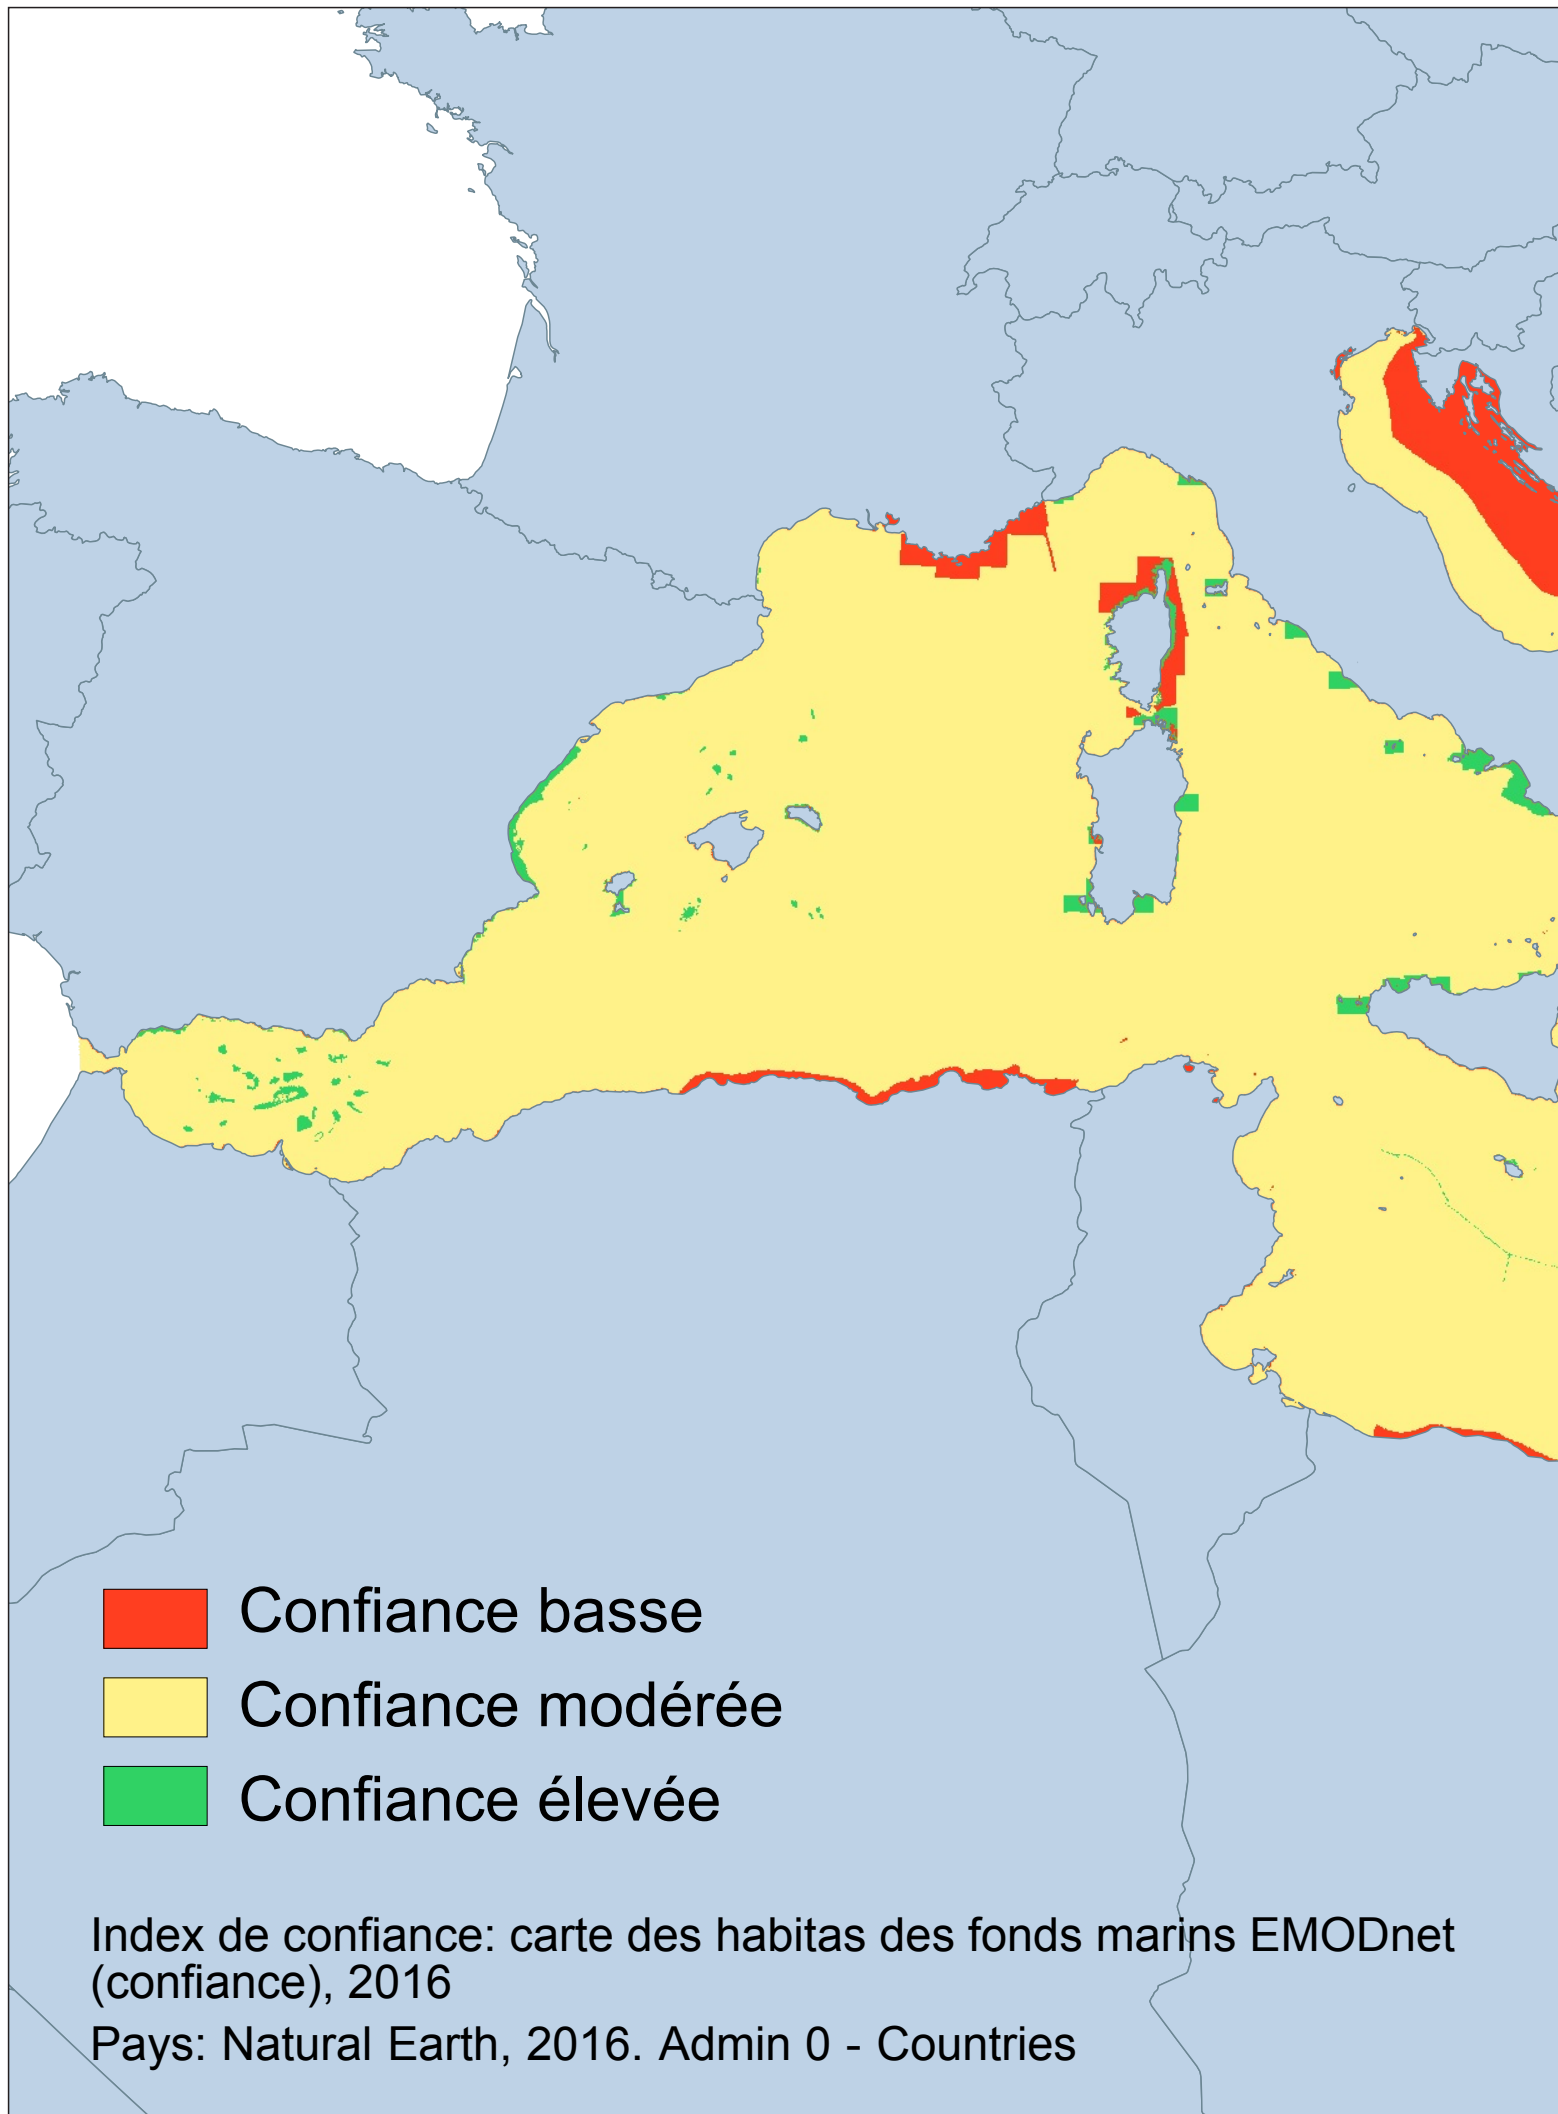 Confiance basse
Confiance modérée
Confiance élevée
Index de confiance: carte des habitas des fonds marins EMODnet
(confiance), 2016
Pays: Natural Earth, 2016. Admin 0 - Countries